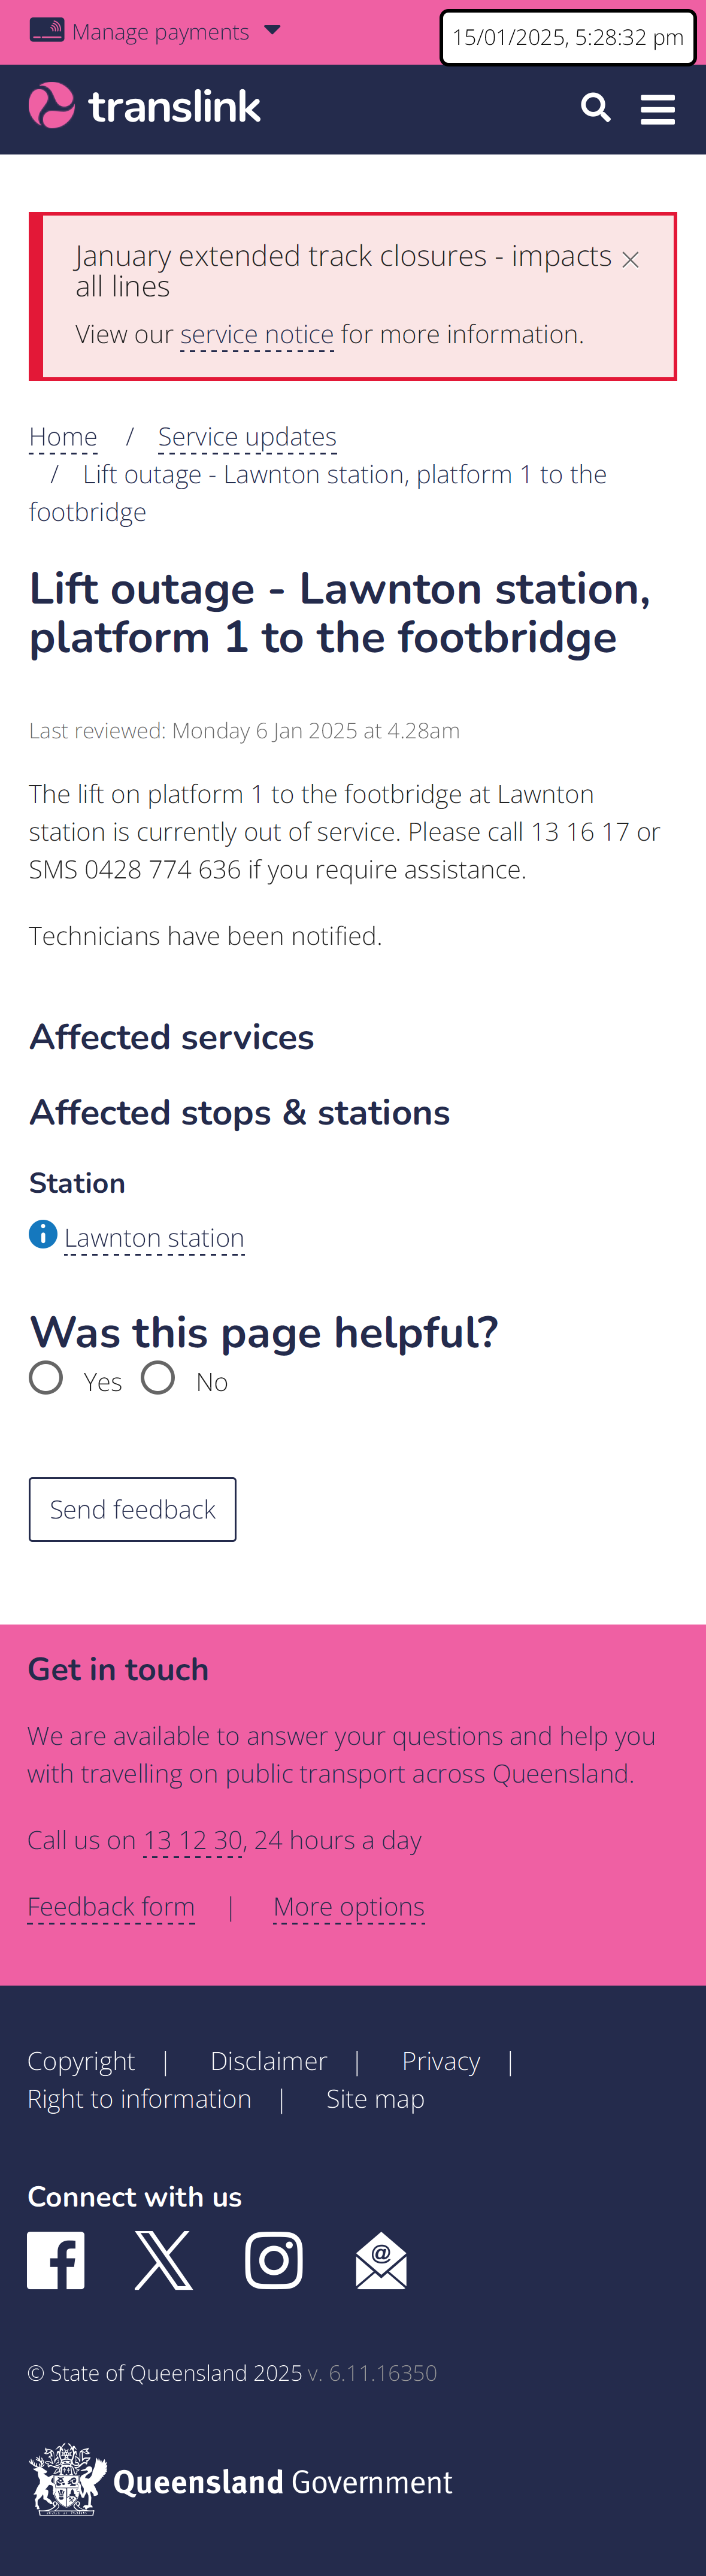 Manage payments
15/01/2025, 5:28:32 pm
translink
January extended track closures - impacts
all lines
View our service notice for more information.
Home / Service updates
/ Lift outage - Lawnton station, platform 1 to the
footbridge
Lift outage - Lawnton station,
platform 1 to the footbridge
Last reviewed: Monday 6 Jan 2025 at 4.28am
The lift on platform 1 to the footbridge at Lawnton
station is currently out of service. Please call 13 16 17 or
SMS 0428 774 636 if you require assistance.
Technicians have been notified.
Affected services
Affected stops & stations
Station
Lawnton station
Was this page helpful?
Yes No
Send feedback
Get in touch
We are available to answer your questions and help you
with travelling on public transport across Queensland.
Call us on 13 12 30, 24 hours a day
Feedback form | More options
Copyright | Disclaimer | Privacy |
Right to information | Site map
Connect with us
© State of Queensland 2025 v. 6.11.16350
Queensland Government